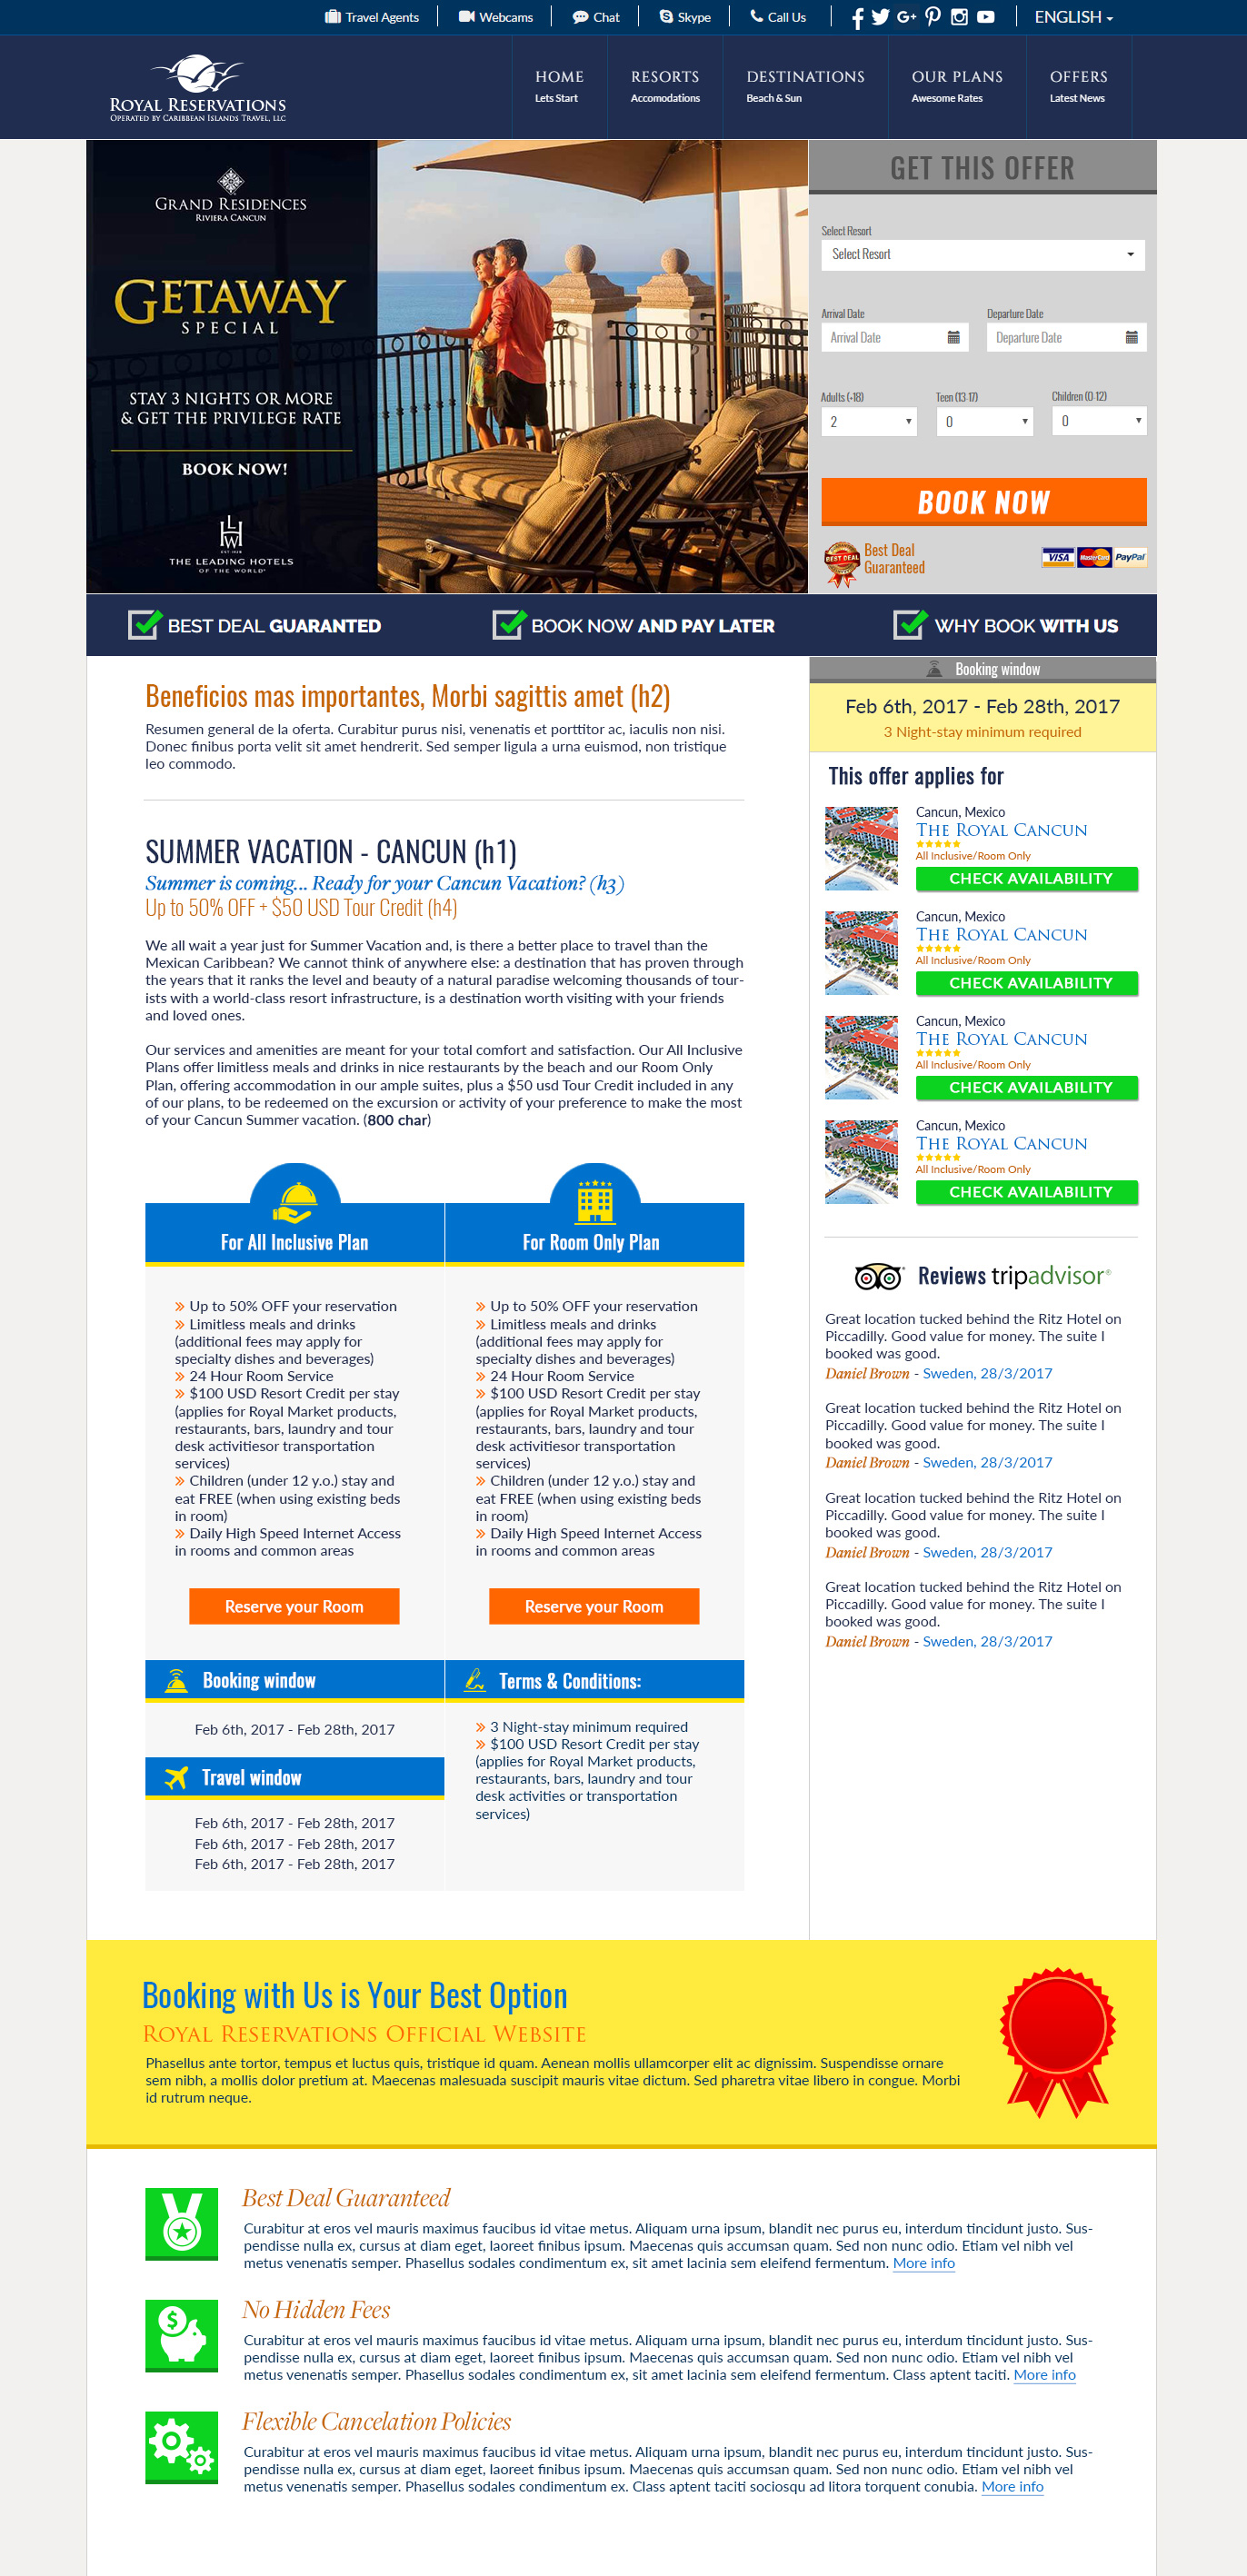 Travel Agents
Webcams
Chat
Skype
Call Us
ENGLISH
ROYAL RESERVATIONS
OPERATED BY CARIBBEAN ISLANDS TRAVEL, LLC
HOME
Lets Start
RESORTS
Accomodations
DESTINATIONS
Beach & Sun
OUR PLANS
Awesome Rates
OFFERS
Latest News
GRAND RESIDENCES
RIVIERA CANCUN
GETAWAY
SPECIAL
STAY 3 NIGHTS OR MORE
& GET THE PRIVILEGE RATE
BOOK NOW!
LHW
EST·1928
THE LEADING HOTELS
OF THE WORLD®
GET THIS OFFER
Select Resort
Select Resort
Arrival Date
Departure Date
Arrival Date
Departure Date
Adults (+18)
Teen (13-17)
Children (0-12)
2
0
0
BOOK NOW
BEST DEAL
Best Deal
Guaranteed
VISA
MasterCard
PayPal
BEST DEAL GUARANTED
BOOK NOW AND PAY LATER
WHY BOOK WITH US
Beneficios mas importantes, Morbi sagittis amet (h2)
Resumen general de la oferta. Curabitur purus nisi, venenatis et porttitor ac, iaculis non nisi.
Donec finibus porta velit sit amet hendrerit. Sed semper ligula a urna euismod, non tristique
leo commodo.
SUMMER VACATION - CANCUN (h1)
Summer is coming... Ready for your Cancun Vacation? (h3)
Up to 50% OFF + $50 USD Tour Credit (h4)
We all wait a year just for Summer Vacation and, is there a better place to travel than the
Mexican Caribbean? We cannot think of anywhere else: a destination that has proven through
the years that it ranks the level and beauty of a natural paradise welcoming thousands of tour-
ists with a world-class resort infrastructure, is a destination worth visiting with your friends
and loved ones.
Our services and amenities are meant for your total comfort and satisfaction. Our All Inclusive
Plans offer limitless meals and drinks in nice restaurants by the beach and our Room Only
Plan, offering accommodation in our ample suites, plus a $50 usd Tour Credit included in any
of our plans, to be redeemed on the excursion or activity of your preference to make the most
of your Cancun Summer vacation. (800 char)
For All Inclusive Plan
» Up to 50% OFF your reservation
» Limitless meals and drinks
(additional fees may apply for
specialty dishes and beverages)
» 24 Hour Room Service
» $100 USD Resort Credit per stay
(applies for Royal Market products,
restaurants, bars, laundry and tour
desk activitiesor transportation
services)
» Children (under 12 y.o.) stay and
eat FREE (when using existing beds
in room)
» Daily High Speed Internet Access
in rooms and common areas
Reserve your Room
For Room Only Plan
» Up to 50% OFF your reservation
» Limitless meals and drinks
(additional fees may apply for
specialty dishes and beverages)
» 24 Hour Room Service
» $100 USD Resort Credit per stay
(applies for Royal Market products,
restaurants, bars, laundry and tour
desk activitiesor transportation
services)
» Children (under 12 y.o.) stay and
eat FREE (when using existing beds
in room)
» Daily High Speed Internet Access
in rooms and common areas
Reserve your Room
Booking window
Feb 6th, 2017 - Feb 28th, 2017
Travel window
Feb 6th, 2017 - Feb 28th, 2017
Feb 6th, 2017 - Feb 28th, 2017
Feb 6th, 2017 - Feb 28th, 2017
Terms & Conditions:
» 3 Night-stay minimum required
» $100 USD Resort Credit per stay
(applies for Royal Market products,
restaurants, bars, laundry and tour
desk activities or transportation
services)
Booking window
Feb 6th, 2017 - Feb 28th, 2017
3 Night-stay minimum required
This offer applies for
Cancun, Mexico
THE ROYAL CANCUN
All Inclusive/Room Only
CHECK AVAILABILITY
Cancun, Mexico
THE ROYAL CANCUN
All Inclusive/Room Only
CHECK AVAILABILITY
Cancun, Mexico
THE ROYAL CANCUN
All Inclusive/Room Only
CHECK AVAILABILITY
Cancun, Mexico
THE ROYAL CANCUN
All Inclusive/Room Only
CHECK AVAILABILITY
Reviews tripadvisor®
Great location tucked behind the Ritz Hotel on
Piccadilly. Good value for money. The suite I
booked was good.
Daniel Brown - Sweden, 28/3/2017
Great location tucked behind the Ritz Hotel on
Piccadilly. Good value for money. The suite I
booked was good.
Daniel Brown - Sweden, 28/3/2017
Great location tucked behind the Ritz Hotel on
Piccadilly. Good value for money. The suite I
booked was good.
Daniel Brown - Sweden, 28/3/2017
Great location tucked behind the Ritz Hotel on
Piccadilly. Good value for money. The suite I
booked was good.
Daniel Brown - Sweden, 28/3/2017
Booking with Us is Your Best Option
ROYAL RESERVATIONS OFFICIAL WEBSITE
Phasellus ante tortor, tempus et luctus quis, tristique id quam. Aenean mollis ullamcorper elit ac dignissim. Suspendisse ornare
sem nibh, a mollis dolor pretium at. Maecenas malesuada suscipit mauris vitae dictum. Sed pharetra vitae libero in congue. Morbi
id rutrum neque.
Best Deal Guaranteed
Curabitur at eros vel mauris maximus faucibus id vitae metus. Aliquam urna ipsum, blandit nec purus eu, interdum tincidunt justo. Sus-
pendisse nulla ex, cursus at diam eget, laoreet finibus ipsum. Maecenas quis accumsan quam. Sed non nunc odio. Etiam vel nibh vel
metus venenatis semper. Phasellus sodales condimentum ex, sit amet lacinia sem eleifend fermentum. More info
No Hidden Fees
Curabitur at eros vel mauris maximus faucibus id vitae metus. Aliquam urna ipsum, blandit nec purus eu, interdum tincidunt justo. Sus-
pendisse nulla ex, cursus at diam eget, laoreet finibus ipsum. Maecenas quis accumsan quam. Sed non nunc odio. Etiam vel nibh vel
metus venenatis semper. Phasellus sodales condimentum ex, sit amet lacinia sem eleifend fermentum. Class aptent taciti. More info
Flexible Cancelation Policies
Curabitur at eros vel mauris maximus faucibus id vitae metus. Aliquam urna ipsum, blandit nec purus eu, interdum tincidunt justo. Sus-
pendisse nulla ex, cursus at diam eget, laoreet finibus ipsum. Maecenas quis accumsan quam. Sed non nunc odio. Etiam vel nibh vel
metus venenatis semper. Phasellus sodales condimentum ex. Class aptent taciti sociosqu ad litora torquent conubia. More info